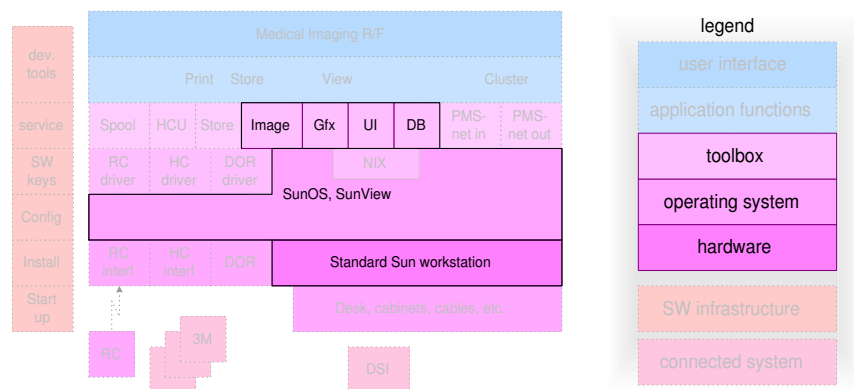 legend
Medical Imaging R/F
dev.
tools
user interface
Print Store View Cluster
application functions
service
Spool
HCU
Store
Image
Gfx
UI
DB
PMS-
net in
PMS-
net out
toolbox
SW
keys
RC
driver
HC
driver
DOR
driver
NIX
SunOS, SunView
operating system
Config
Install
RC
interf
HC
interf
DOR
Standard Sun workstation
hardware
Start
up
Desk, cabinets, cables, etc.
SW infrastructure
RC
3M
DSI
connected system